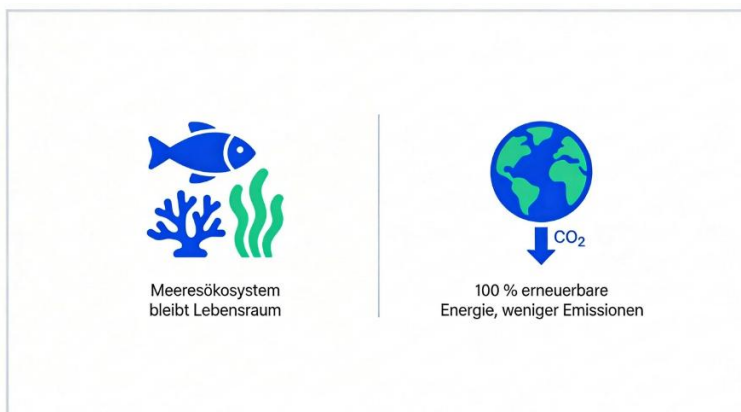 Meeresökosystem
bleibt Lebensraum
CO₂
100 % erneuerbare
Energie, weniger Emissionen